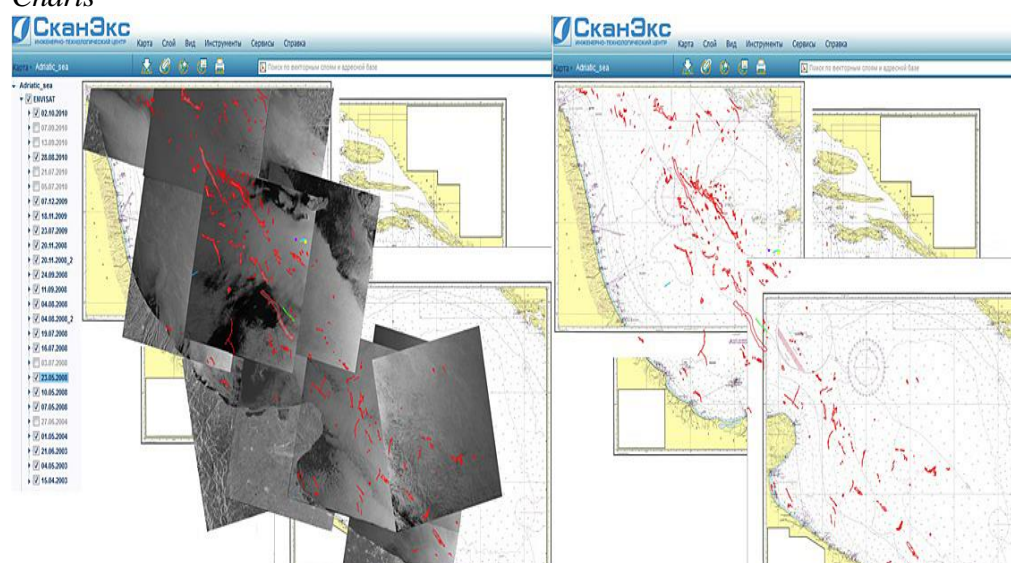 Charts
СканЭкс
ИНЖЕНЕРНО-ТЕХНОЛОГИЧЕСКИЙ ЦЕНТР
Карта Слой Вид Инструменты Сервисы Справка
Карта Adriatic_sea
Поиск по векторным слоям и адресной базе
Adriatic_sea
ENVISAT
02.10.2010
07.09.2010
13.08.2010
28.08.2010
21.07.2010
05.07.2010
07.12.2009
18.11.2009
23.07.2009
20.11.2008
20.11.2008_2
24.09.2008
11.09.2008
04.08.2008
04.08.2008_2
19.07.2008
16.07.2008
03.07.2008
23.05.2008
10.05.2008
07.05.2008
27.08.2004
01.05.2004
21.06.2003
04.05.2003
15.04.2003
СканЭкс
ИНЖЕНЕРНО-ТЕХНОЛОГИЧЕСКИЙ ЦЕНТР
Карта Слой Вид Инструменты Сервисы Справка
Карта Adriatic_sea
Поиск по векторным слоям и адресной базе